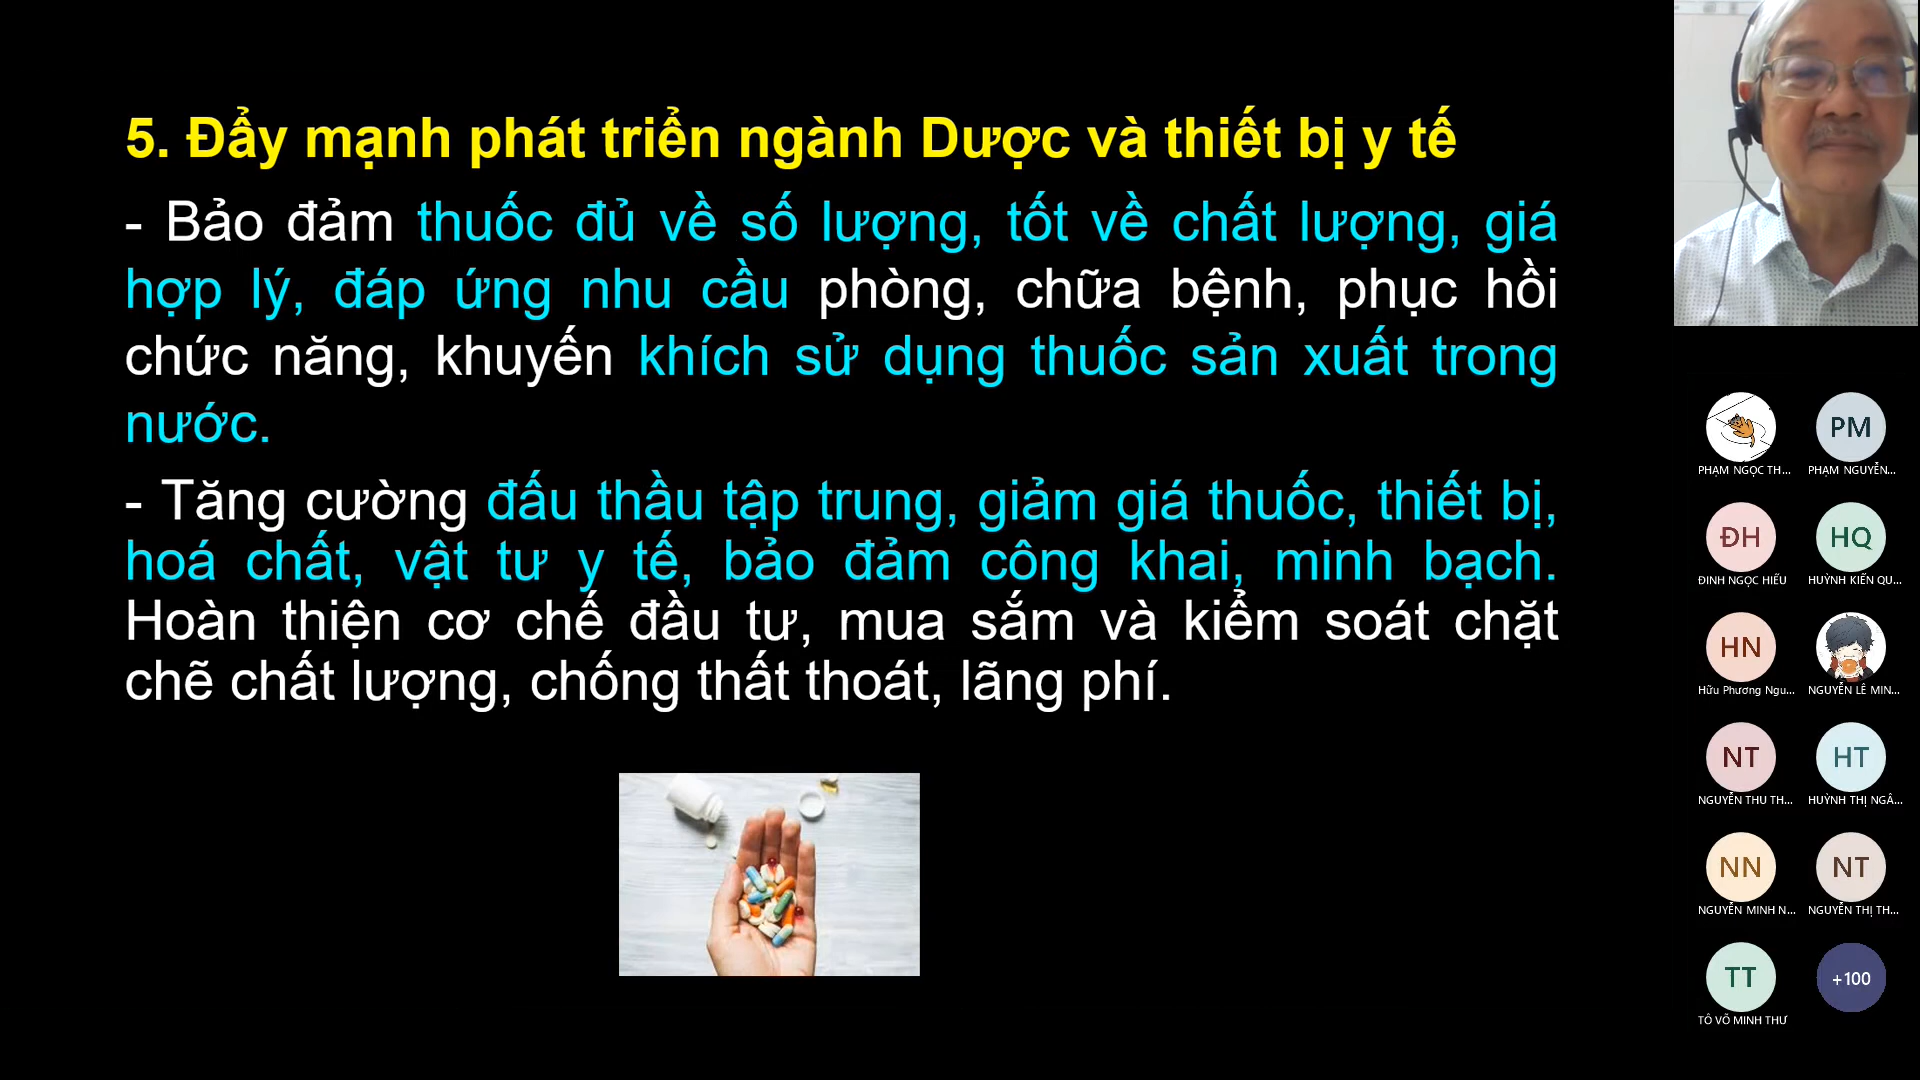 5. Đẩy mạnh phát triển ngành Dược và thiết bị y tế
- Bảo đảm thuốc đủ về số lượng, tốt về chất lượng, giá
hợp lý, đáp ứng nhu cầu phòng, chữa bệnh, phục hồi
chức năng, khuyến khích sử dụng thuốc sản xuất trong
nước.
- Tăng cường đấu thầu tập trung, giảm giá thuốc, thiết bị,
hoá chất, vật tư y tế, bảo đảm công khai, minh bạch.
Hoàn thiện cơ chế đầu tư, mua sắm và kiểm soát chặt
chẽ chất lượng, chống thất thoát, lãng phí.
PHẠM NGỌC TH...
PM
PHẠM NGUYỄN...
ĐH
ĐINH NGỌC HIẾU
HQ
HUỲNH KIẾN QU...
HN
Hữu Phương Ngu...
NGUYỄN LÊ MIN...
NT
NGUYỄN THU TH...
HT
HUỲNH THỊ NGÂ...
NN
NGUYỄN MINH N...
NT
NGUYỄN THỊ TH...
TT
TÔ VÕ MINH THƯ
+100